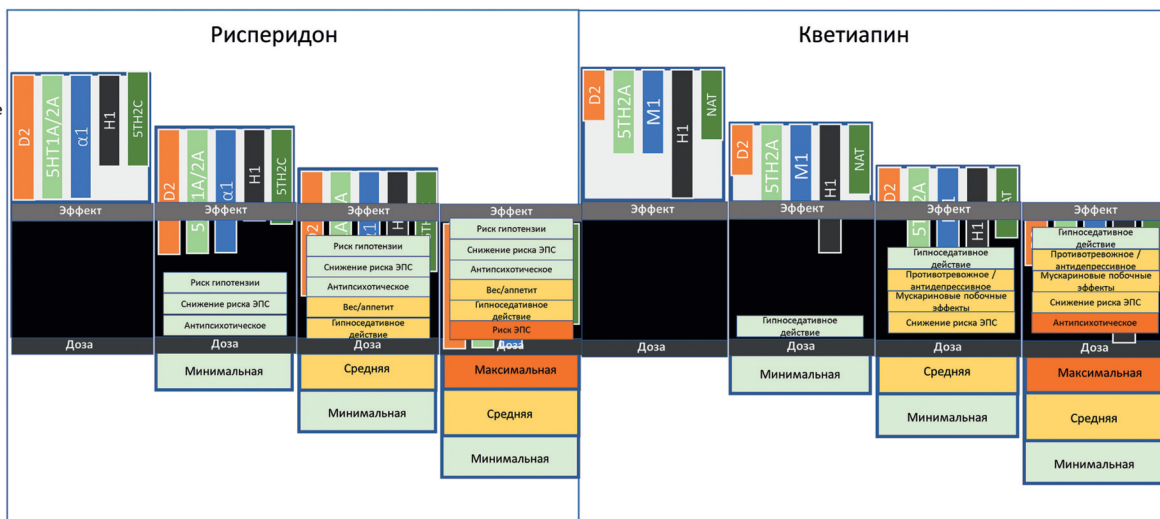 Рисперидон
Кветиапин
е
D2
5HT1A/2A
α1
H1
5TH2C
D2
1A/2A
α1
H1
5TH2C
D2
D2
5TH2A
M1
H1
NAT
D2
5TH2A
M1
H1
NAT
D2
H1
Эффект
Эффект
Эффект
Эффект
Эффект
Эффект
Эффект
Эффект
Риск гипотензии
Снижение риска ЭПС
Антипсихотическое
Риск гипотензии
Снижение риска ЭПС
Антипсихотическое
Вес/аппетит
Гипноседативное
действие
Риск гипотензии
Снижение риска ЭПС
Антипсихотическое
Вес/аппетит
Гипноседативное
действие
Риск ЭПС
Гипноседативное
действие
Гипноседативное
действие
Противотревожное /
антидепрессивное
Мускариновые побочные
эффекты
Снижение риска ЭПС
Гипноседативное
действие
Противотревожное /
антидепрессивное
Мускариновые побочные
эффекты
Снижение риска ЭПС
Антипсихотическое
Доза
Доза
Доза
Доза
Доза
Доза
Доза
Доза
Минимальная
Средняя
Минимальная
Максимальная
Средняя
Минимальная
Минимальная
Средняя
Минимальная
Максимальная
Средняя
Минимальная